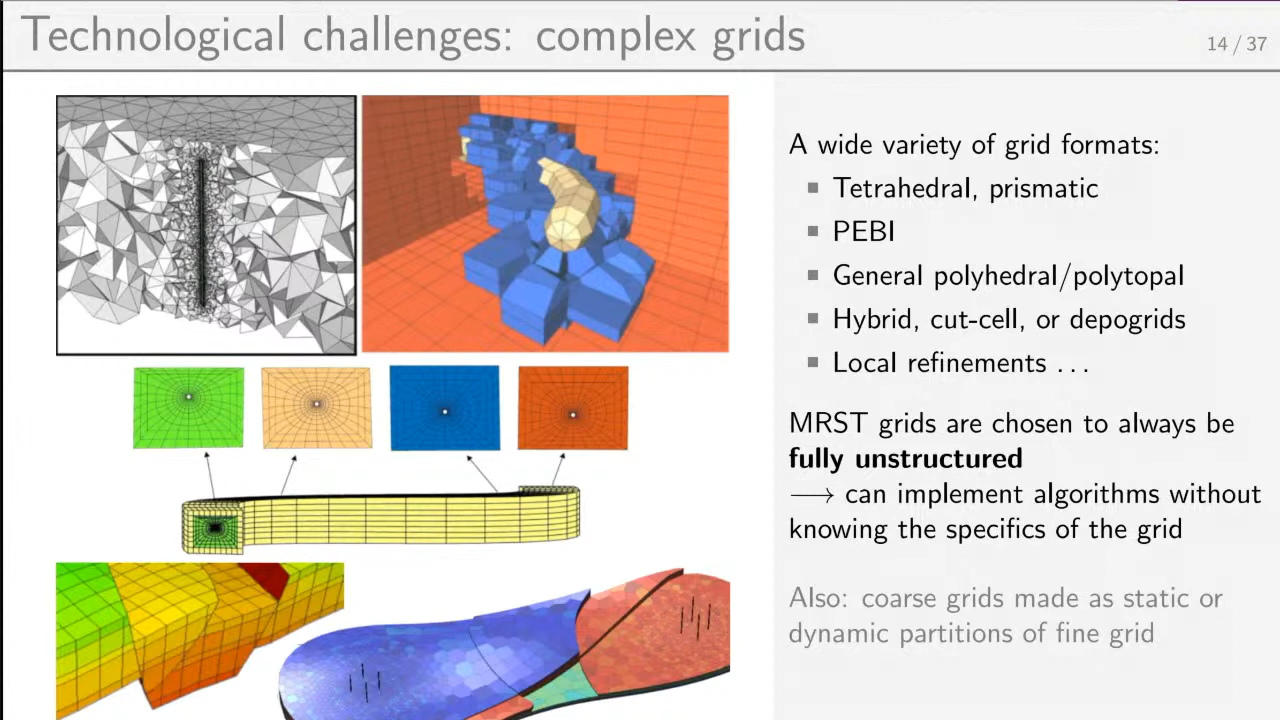 Technological challenges: complex grids
14 / 37
A wide variety of grid formats:
Tetrahedral, prismatic
PEBI
General polyhedral/polytopal
Hybrid, cut-cell, or depogrids
Local refinements . . .
MRST grids are chosen to always be
fully unstructured
⟶ can implement algorithms without
knowing the specifics of the grid
Also: coarse grids made as static or
dynamic partitions of fine grid